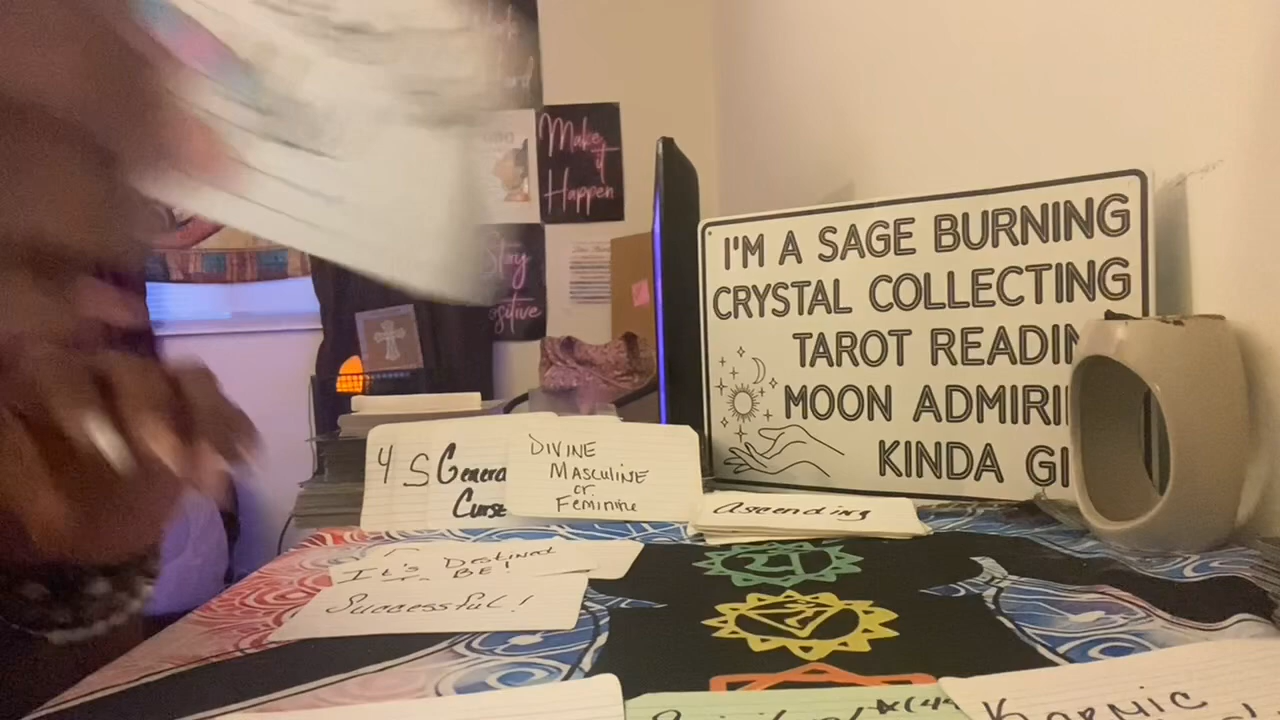 Make
it
Happen
Stay
ositive
I'M A SAGE BURNING
CRYSTAL COLLECTING
TAROT READIN
MOON ADMIRI
KINDA GI
4 S
Genera
Curse
DIVINE
MASCULINE
or
Feminine
Ascending
It's Destined
To BE!
Successful!
KARMIC